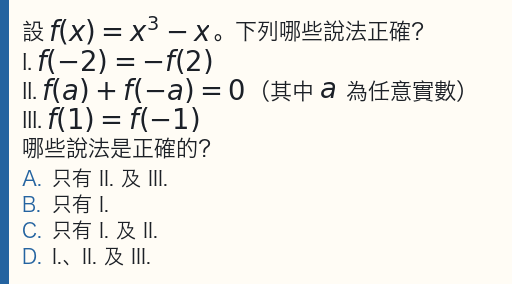 設 f(x) = x³ − x。下列哪些說法正確?
I. f(−2) = −f(2)
II. f(a) + f(−a) = 0（其中 a 為任意實數）
III. f(1) = f(−1)
哪些說法是正確的?
A. 只有 II. 及 III.
B. 只有 I.
C. 只有 I. 及 II.
D. I.、II. 及 III.